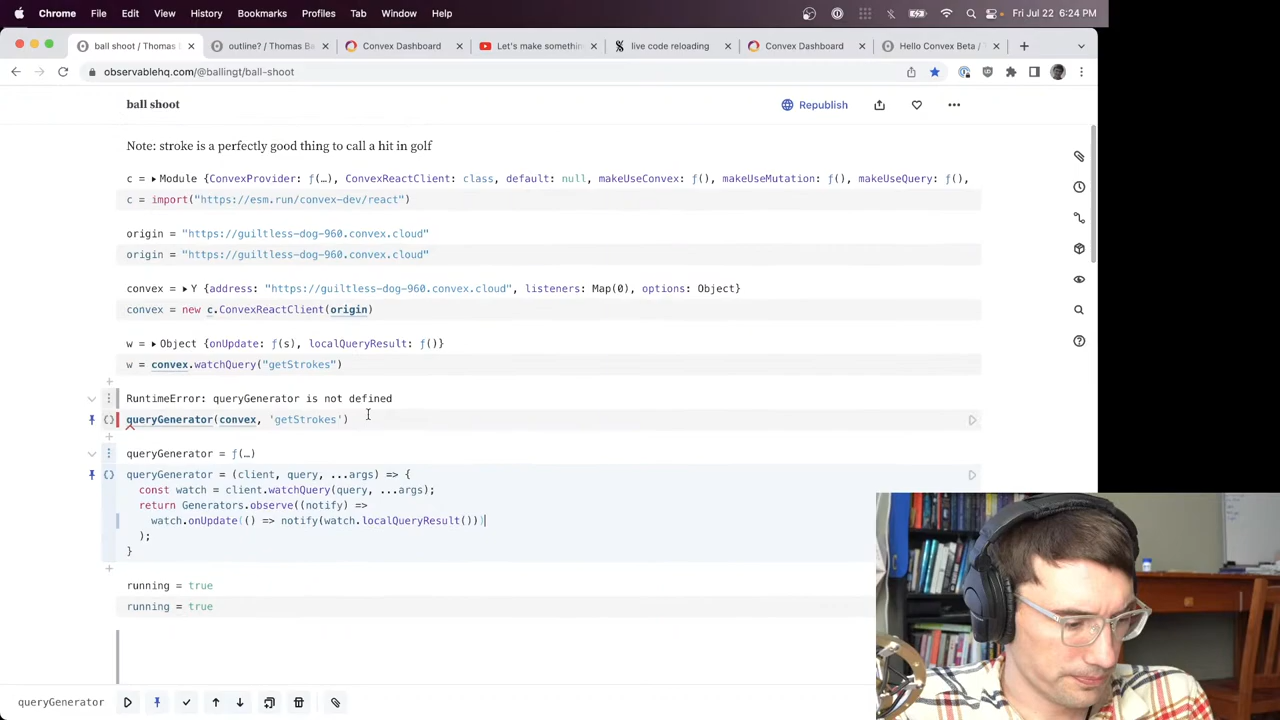 Chrome File Edit View History Bookmarks Profiles Tab Window Help Fri Jul 22 6:24 PM
ball shoot / Thomas L outline? / Thomas Ba Convex Dashboard Let's make somethin live code reloading Convex Dashboard Hello Convex Beta / T
observablehq.com/@ballingt/ball-shoot
ball shoot Republish
Note: stroke is a perfectly good thing to call a hit in golf
c = Module {ConvexProvider: ƒ(…), ConvexReactClient: class, default: null, makeUseConvex: ƒ(), makeUseMutation: ƒ(), makeUseQuery: ƒ(),
c = import("https://esm.run/convex-dev/react")
origin = "https://guiltless-dog-960.convex.cloud"
origin = "https://guiltless-dog-960.convex.cloud"
convex = Y {address: "https://guiltless-dog-960.convex.cloud", listeners: Map(0), options: Object}
convex = new c.ConvexReactClient(origin)
w = Object {onUpdate: ƒ(s), localQueryResult: ƒ()}
w = convex.watchQuery("getStrokes")
RuntimeError: queryGenerator is not defined
queryGenerator(convex, 'getStrokes')
queryGenerator = ƒ(…)
queryGenerator = (client, query, ...args) => {
const watch = client.watchQuery(query, ...args);
return Generators.observe((notify) =>
watch.onUpdate(() => notify(watch.localQueryResult()))
);
}
running = true
running = true
queryGenerator